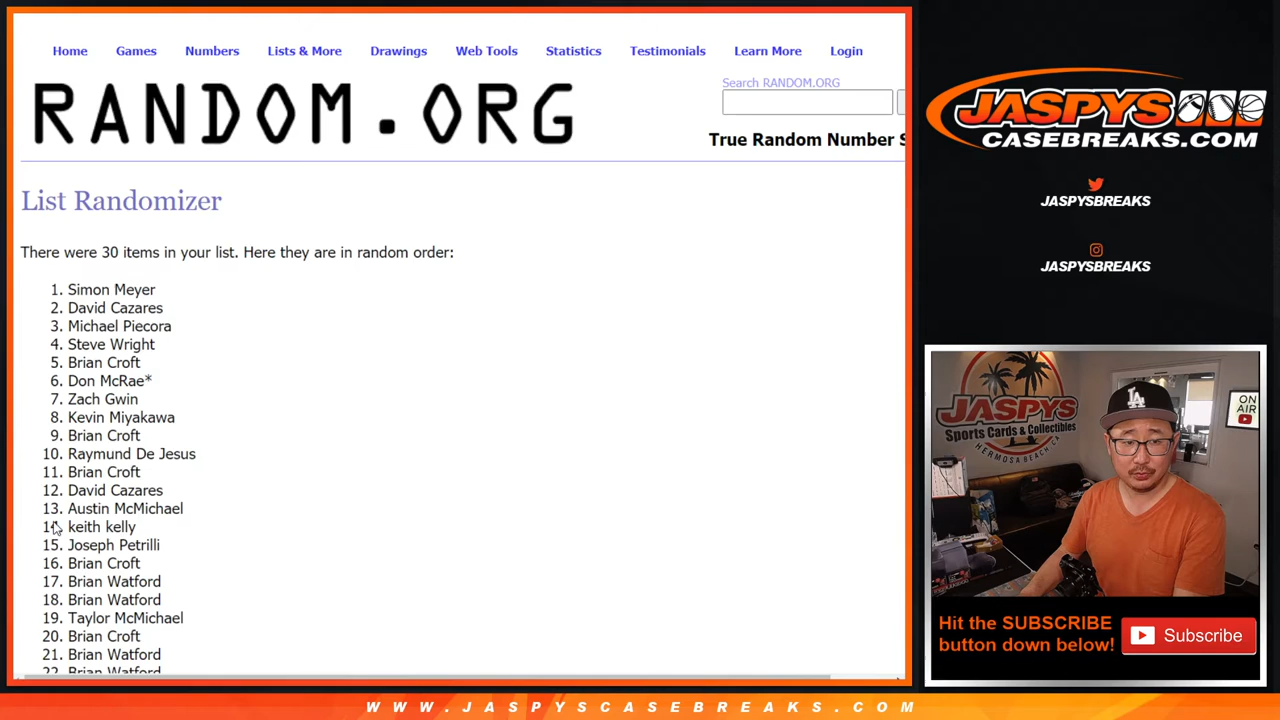 Home Games Numbers Lists & More Drawings Web Tools Statistics Testimonials Learn More Login
Search RANDOM.ORG
RANDOM.ORG
True Random Number S
List Randomizer
There were 30 items in your list. Here they are in random order:
1. Simon Meyer
2. David Cazares
3. Michael Piecora
4. Steve Wright
5. Brian Croft
6. Don McRae*
7. Zach Gwin
8. Kevin Miyakawa
9. Brian Croft
10. Raymund De Jesus
11. Brian Croft
12. David Cazares
13. Austin McMichael
14. keith kelly
15. Joseph Petrilli
16. Brian Croft
17. Brian Watford
18. Brian Watford
19. Taylor McMichael
20. Brian Croft
21. Brian Watford
22. Brian Watford
JASPYS
CASEBREAKS.COM
JASPYSBREAKS
JASPYSBREAKS
JASPYS
Sports Cards & Collectibles
HERMOSA BEACH, CA
LA
ON
AIR
Hit the SUBSCRIBE
button down below!
Subscribe
WWW.JASPYSCASEBREAKS.COM